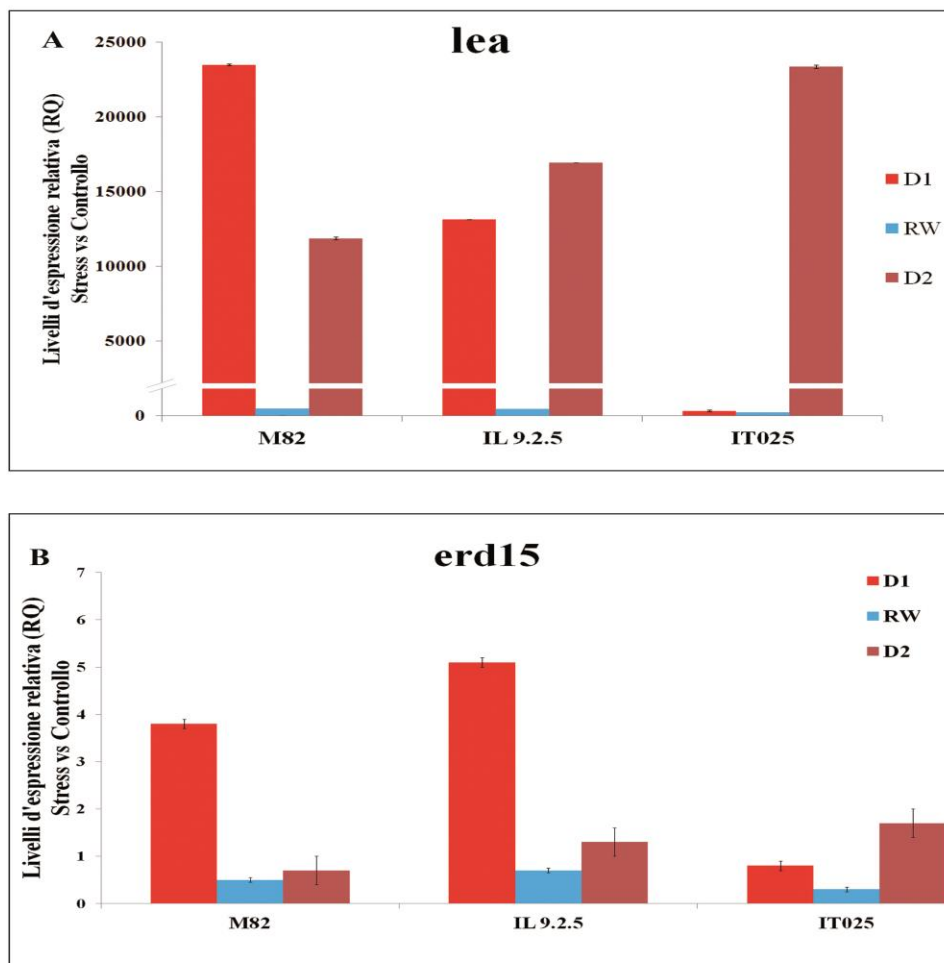 A
lea
Livelli d'espressione relativa (RQ)
Stress vs Controllo
25000
20000
15000
10000
5000
0
M82
IL 9.2.5
IT025
D1
RW
D2
B
erd15
Livelli d'espressione relativa (RQ)
Stress vs Controllo
7
6
5
4
3
2
1
0
M82
IL 9.2.5
IT025
D1
RW
D2